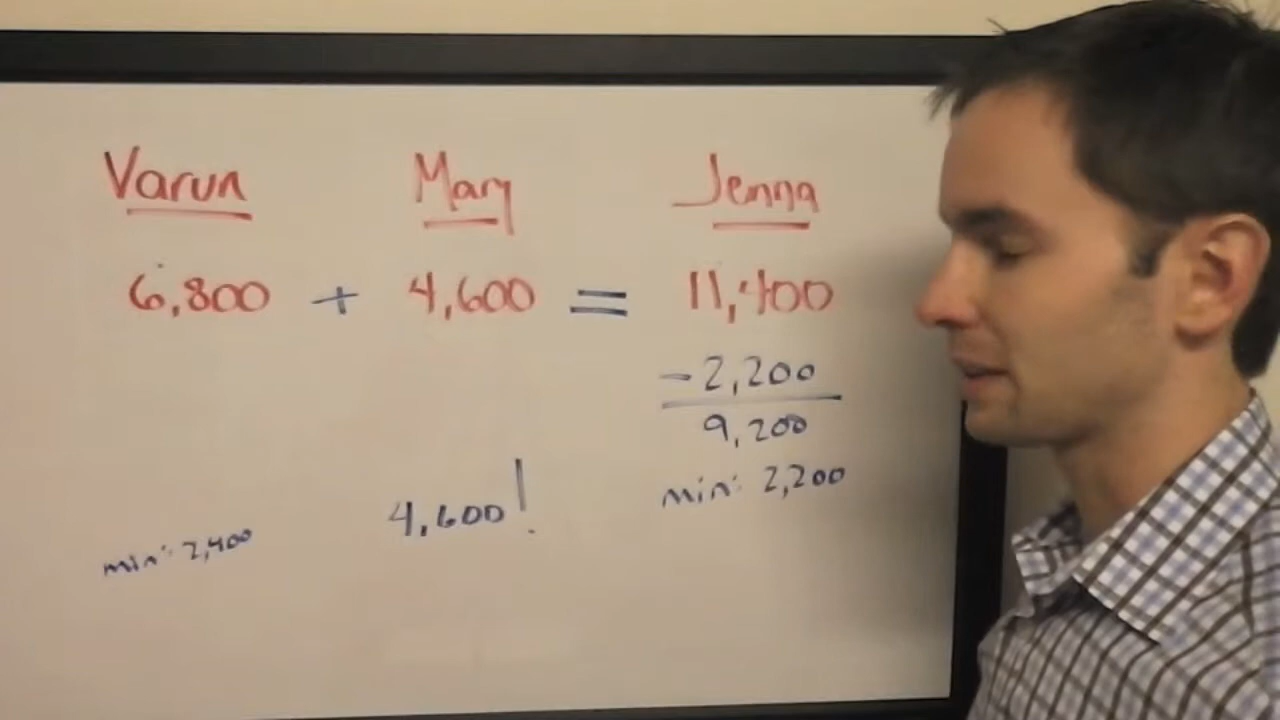 Varun Mary Jenna
6,800 + 4,600 = 11,400
-2,200
9,200
min: 2,200
4,600!
min: 2,400